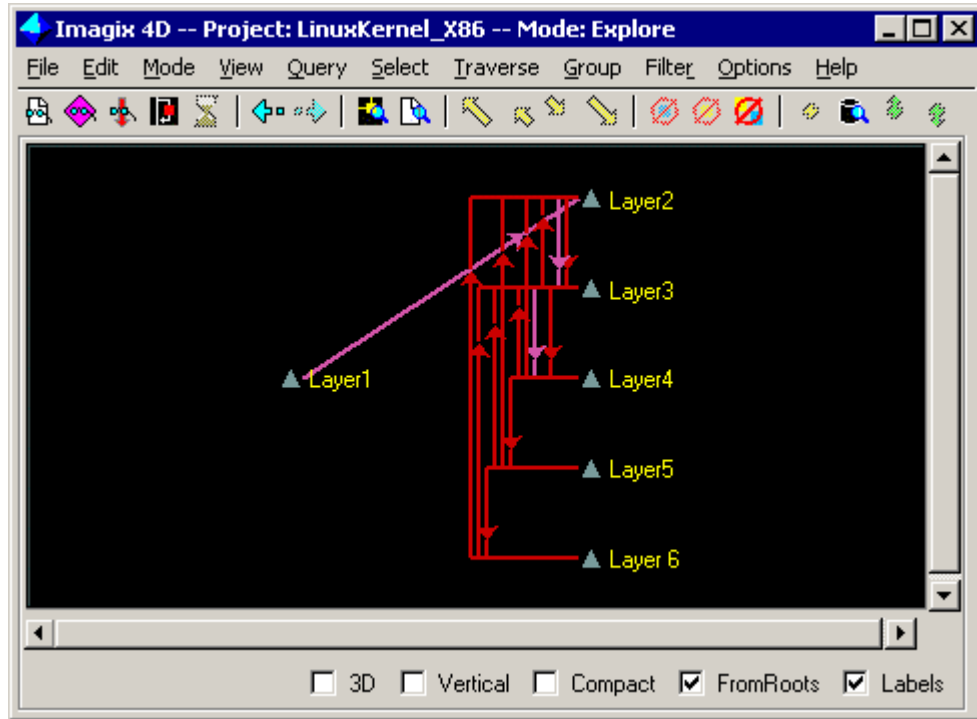 Imagix 4D -- Project: LinuxKernel_X86 -- Mode: Explore
File Edit Mode View Query Select Traverse Group Filter Options Help
Layer2
Layer3
Layer1
Layer4
Layer5
Layer 6
3D Vertical Compact FromRoots Labels